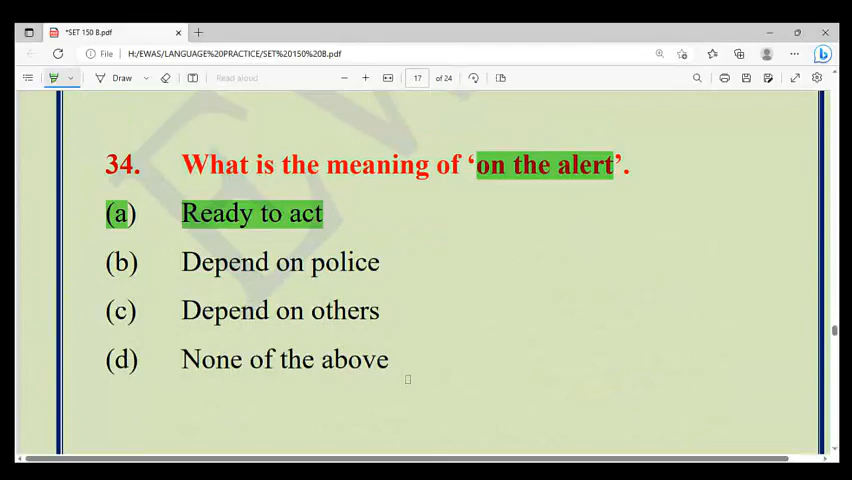 *SET 150 B.pdf
File H:/EWAS/LANGUAGE%20PRACTICE/SET%20150%20B.pdf
Draw Read aloud 17 of 24
34. What is the meaning of ‘on the alert’.
(a) Ready to act
(b) Depend on police
(c) Depend on others
(d) None of the above